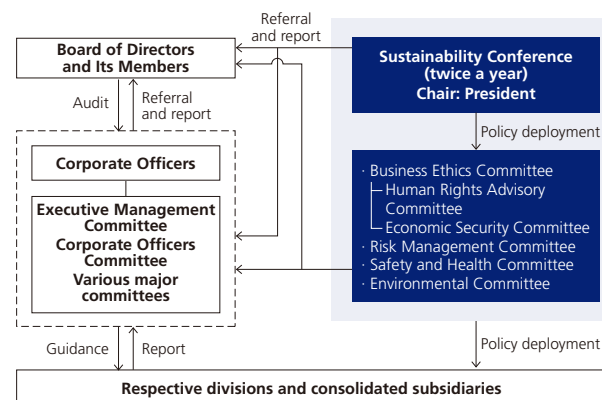 Referral
and report
Board of Directors
and Its Members
Sustainability Conference
(twice a year)
Chair: President
Audit
Referral
and report
Policy deployment
Corporate Officers
Executive Management
Committee
Corporate Officers
Committee
Various major
committees
· Business Ethics Committee
Human Rights Advisory
Committee
Economic Security Committee
· Risk Management Committee
· Safety and Health Committee
· Environmental Committee
Guidance
Report
Policy deployment
Respective divisions and consolidated subsidiaries